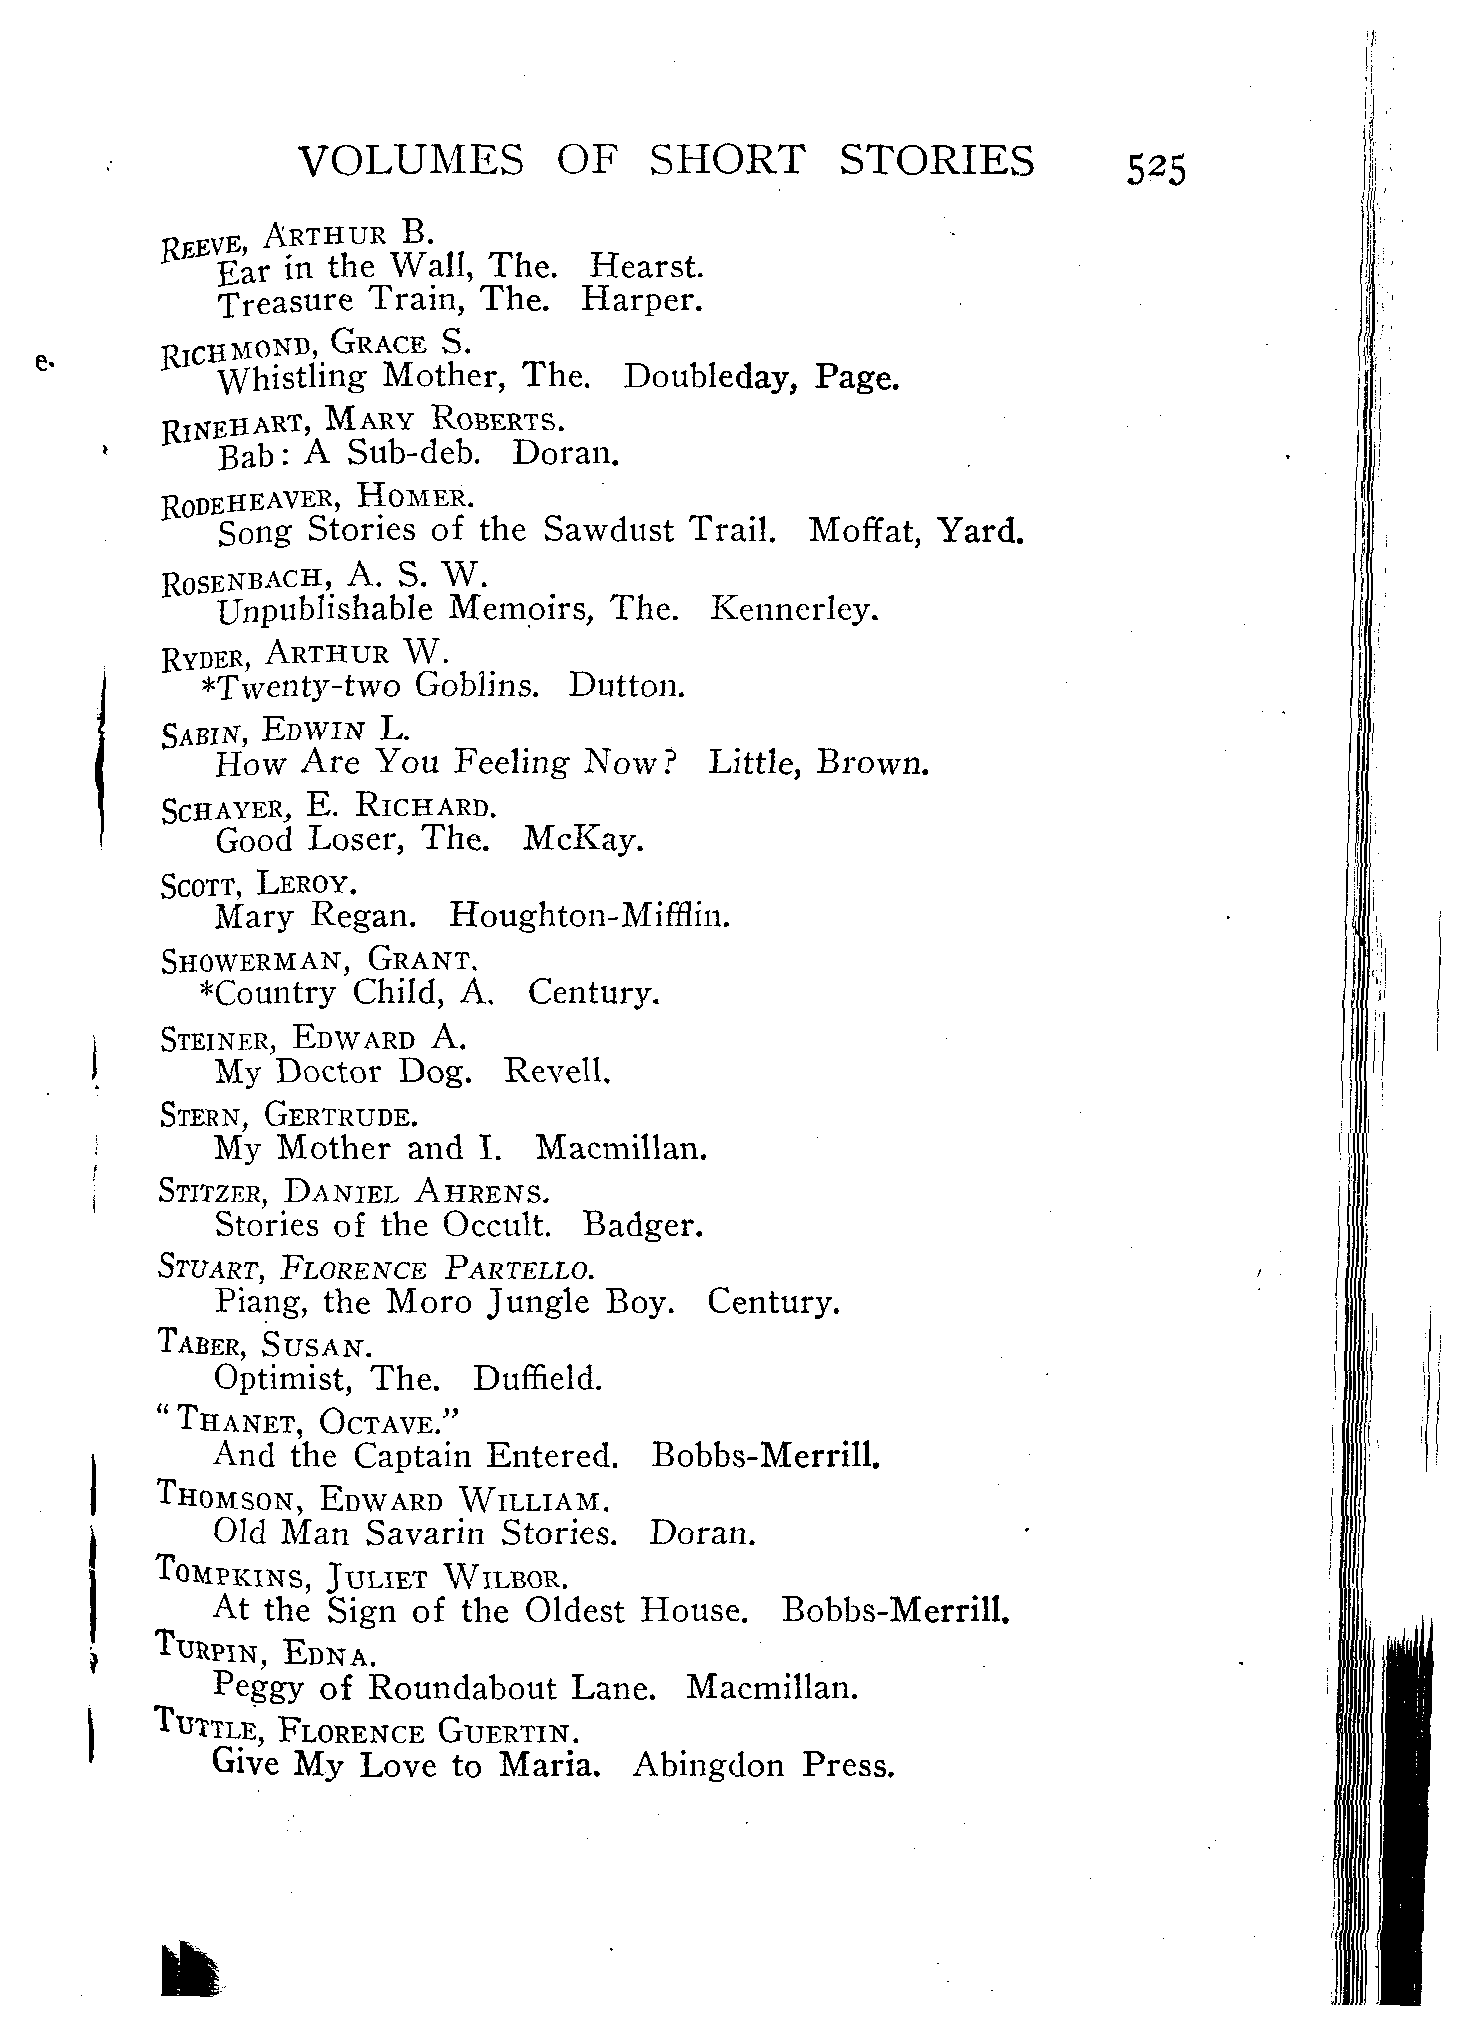 VOLUMES OF SHORT STORIES 525
REEVE, ARTHUR B.
Ear in the Wall, The. Hearst.
Treasure Train, The. Harper.
RICHMOND, GRACE S.
e.
Whistling Mother, The. Doubleday, Page.
RINEHART, MARY ROBERTS.
Bab: A Sub-deb. Doran.
RODEHEAVER, HOMER.
Song Stories of the Sawdust Trail. Moffat, Yard.
ROSENBACH, A. S. W.
Unpublishable Memoirs, The. Kennerley.
RYDER, ARTHUR W.
*Twenty-two Goblins. Dutton.
SABIN, EDWIN L.
How Are You Feeling Now? Little, Brown.
SCHAYER, E. RICHARD.
Good Loser, The. McKay.
SCOTT, LEROY.
Mary Regan. Houghton-Mifflin.
SHOWERMAN, GRANT.
*Country Child, A. Century.
STEINER, EDWARD A.
My Doctor Dog. Revell.
STERN, GERTRUDE.
My Mother and I. Macmillan.
STITZER, DANIEL AHRENS.
Stories of the Occult. Badger.
STUART, FLORENCE PARTELLO.
Piang, the Moro Jungle Boy. Century.
TABER, SUSAN.
Optimist, The. Duffield.
"THANET, OCTAVE."
And the Captain Entered. Bobbs-Merrill.
THOMSON, EDWARD WILLIAM.
Old Man Savarin Stories. Doran.
TOMPKINS, JULIET WILBOR.
At the Sign of the Oldest House. Bobbs-Merrill.
TURPIN, EDNA.
Peggy of Roundabout Lane. Macmillan.
TUTTLE, FLORENCE GUERTIN.
Give My Love to Maria. Abingdon Press.